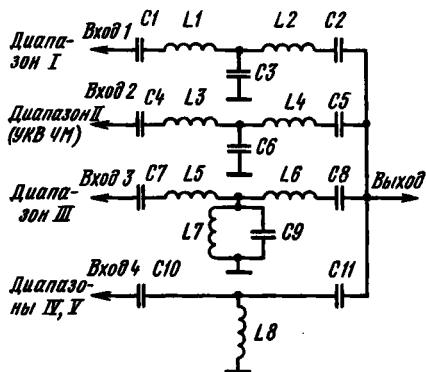 C1 L1 L2 C2
Диапа-
зон I
Вход 1
C3
Диапазон II
(УКВ ЧМ)
Вход 2
C4 L3 L4 C5
C6
Диапа-
зон III
Вход 3
C7 L5 L6 C8
Выход
L7 C9
Диапазо-
ны IV, V
Вход 4
C10 C11
L8